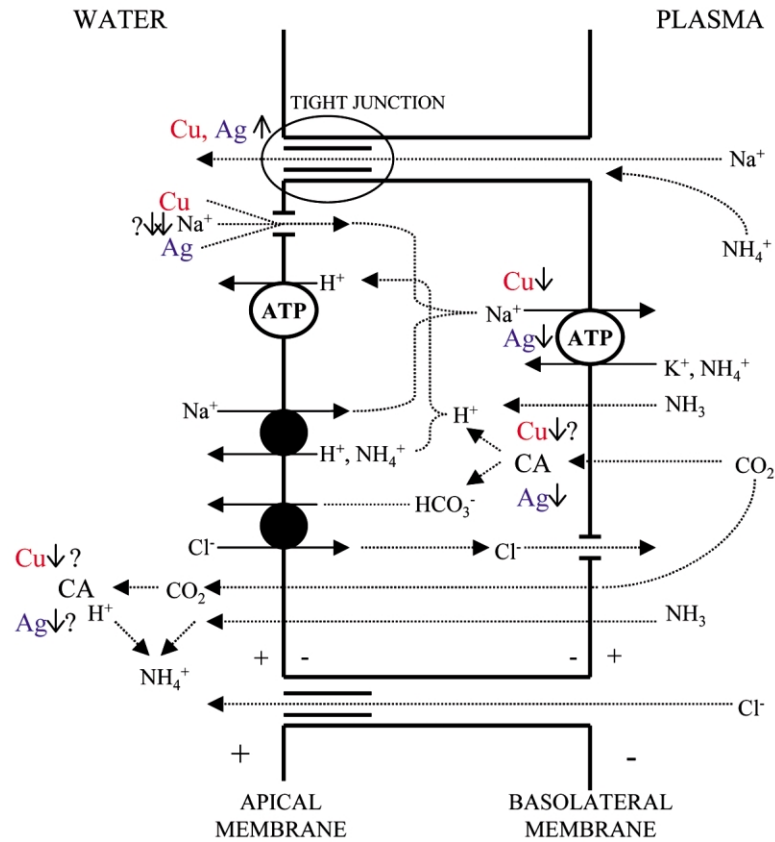 WATER
PLASMA
TIGHT JUNCTION
Cu, Ag ↑
Na⁺
Cu
?↓↓ Na⁺
Ag
NH₄⁺
H⁺
Cu↓
ATP
Na⁺
Ag↓
ATP
K⁺, NH₄⁺
Na⁺
H⁺
NH₃
Cu↓?
H⁺, NH₄⁺
CA
CO₂
Ag↓
HCO₃⁻
Cl⁻
Cl⁻
Cu↓ ?
CA
CO₂
Ag↓?
H⁺
NH₃
NH₄⁺
+ -
- +
Cl⁻
+
-
APICAL
MEMBRANE
BASOLATERAL
MEMBRANE